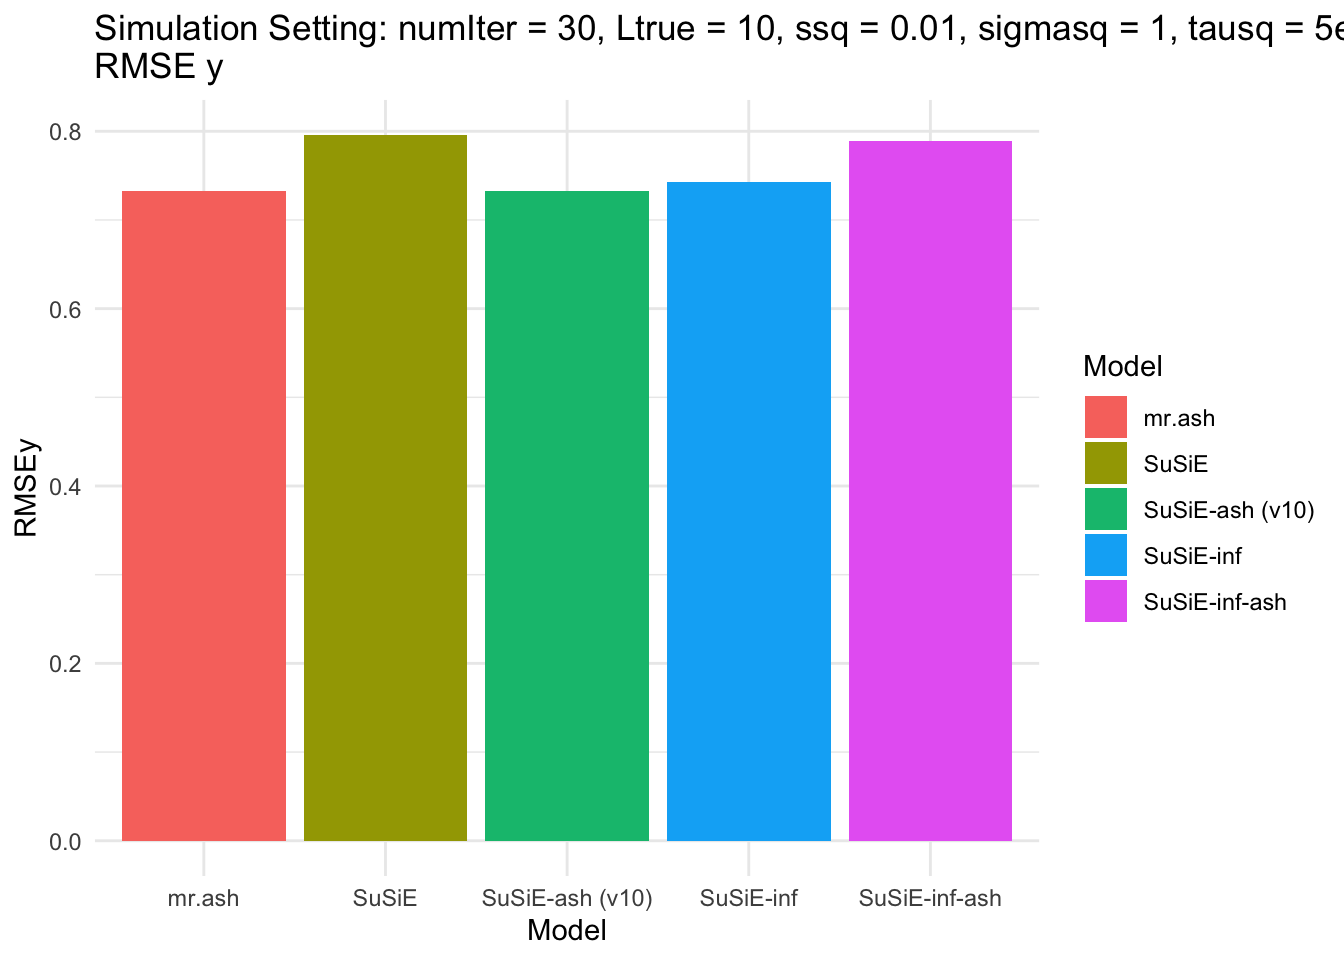 Simulation Setting: numIter = 30, Ltrue = 10, ssq = 0.01, sigmasq = 1, tausq = 5e
RMSE y
0.8
0.6
0.4
0.2
0.0
RMSEy
mr.ash
SuSiE
SuSiE-ash (v10)
SuSiE-inf
SuSiE-inf-ash
Model
Model
mr.ash
SuSiE
SuSiE-ash (v10)
SuSiE-inf
SuSiE-inf-ash